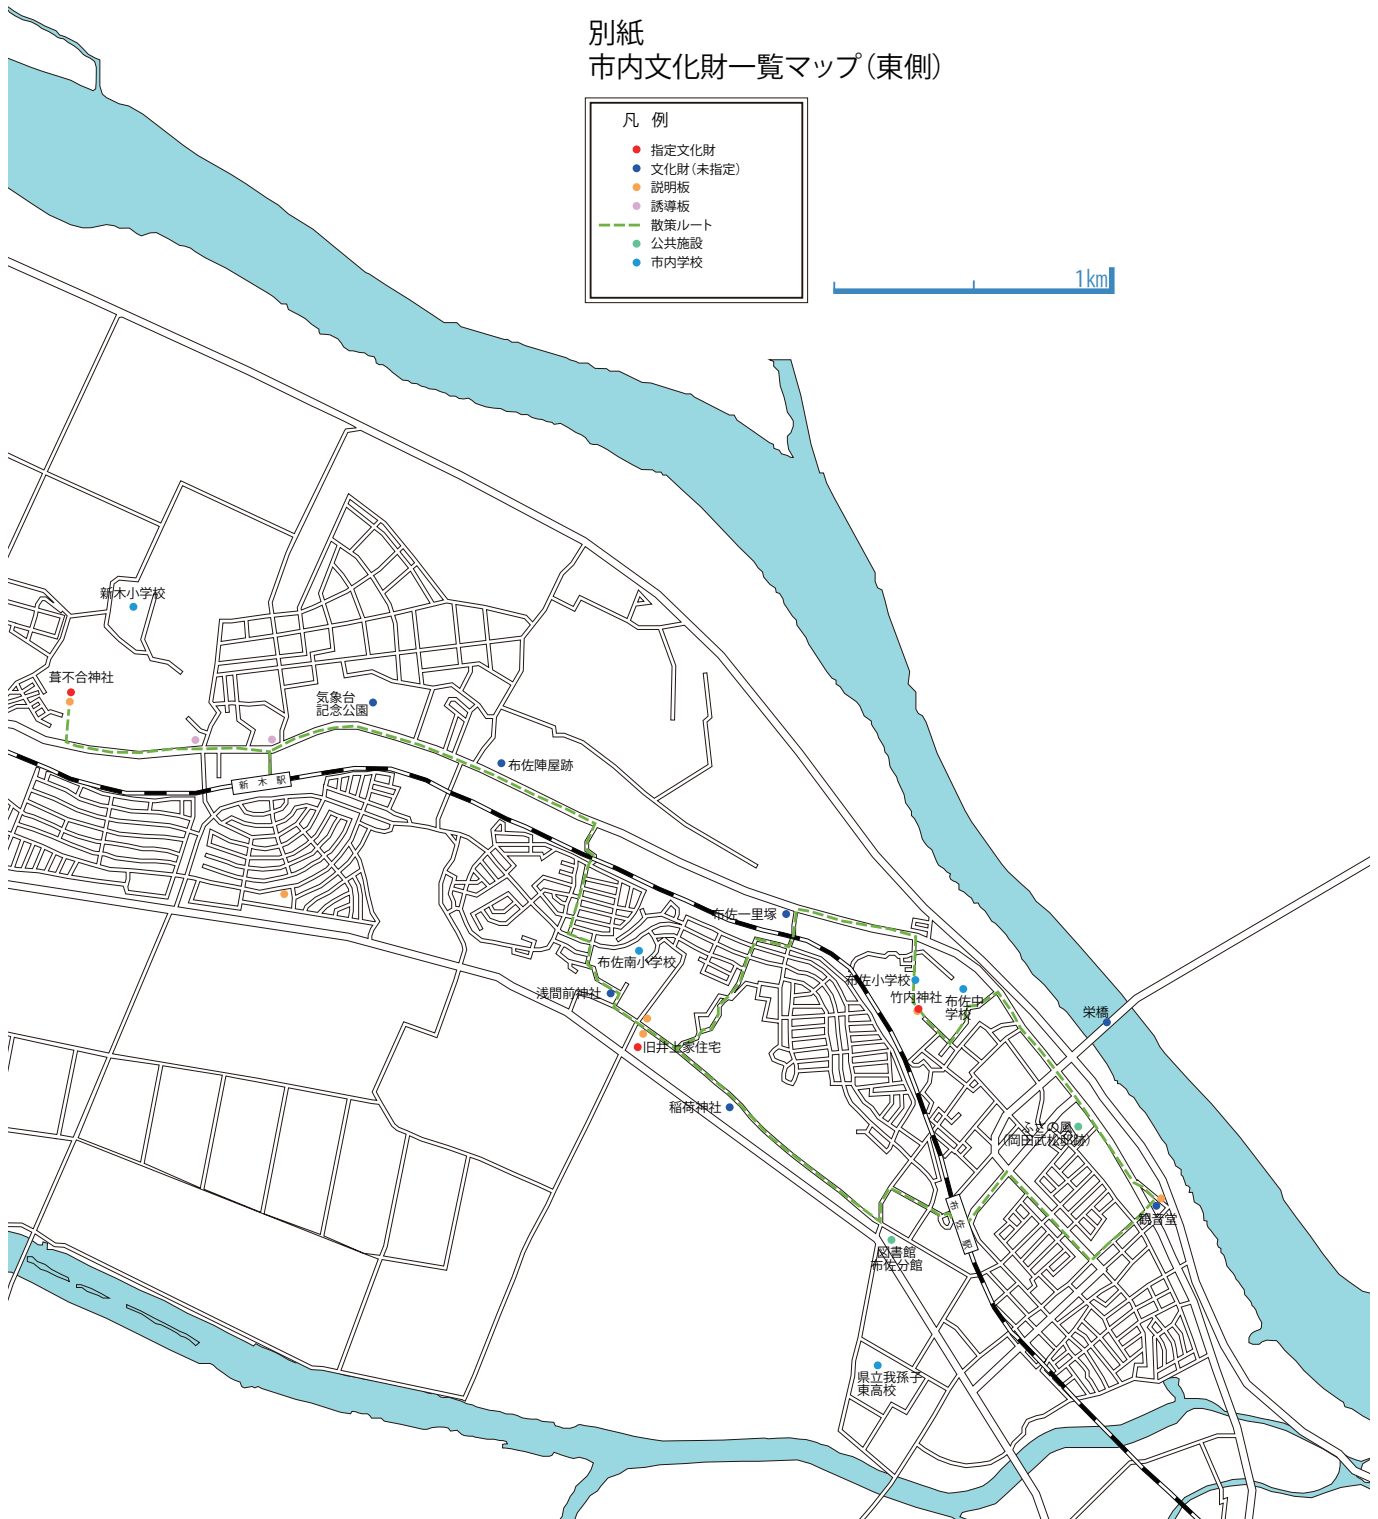 別紙
市内文化財一覧マップ(東側)
凡 例
指定文化財
文化財(未指定)
説明板
誘導板
散策ルート
公共施設
市内学校
1km
新木小学校
葺不合神社
気象台
記念公園
布佐陣屋跡
新木駅
布佐一里塚
布佐南小学校
浅間前神社
布佐小学校
竹内神社
布佐中
学校
栄橋
旧井上家住宅
稲荷神社
ふさの風
(岡田武松邸跡)
布佐駅
観音堂
図書館
布佐分館
県立我孫子
東高校